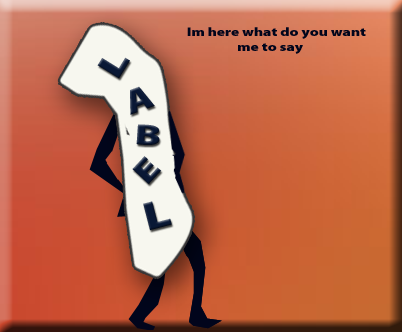 Im here what do you want
me to say
LABEL